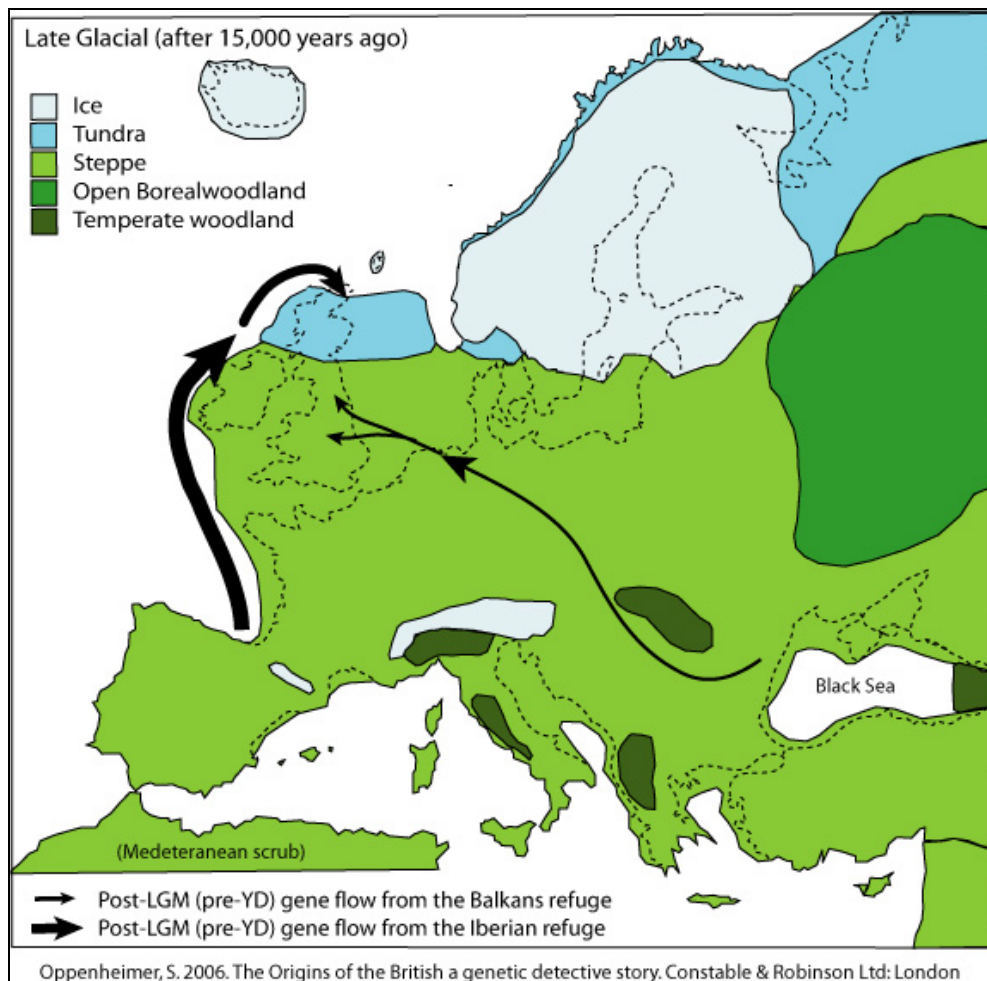 Late Glacial (after 15,000 years ago)
Ice
Tundra
Steppe
Open Borealwoodland
Temperate woodland
Black Sea
(Medeteranean scrub)
Post-LGM (pre-YD) gene flow from the Balkans refuge
Post-LGM (pre-YD) gene flow from the Iberian refuge
Oppenheimer, S. 2006. The Origins of the British a genetic detective story. Constable & Robinson Ltd: London